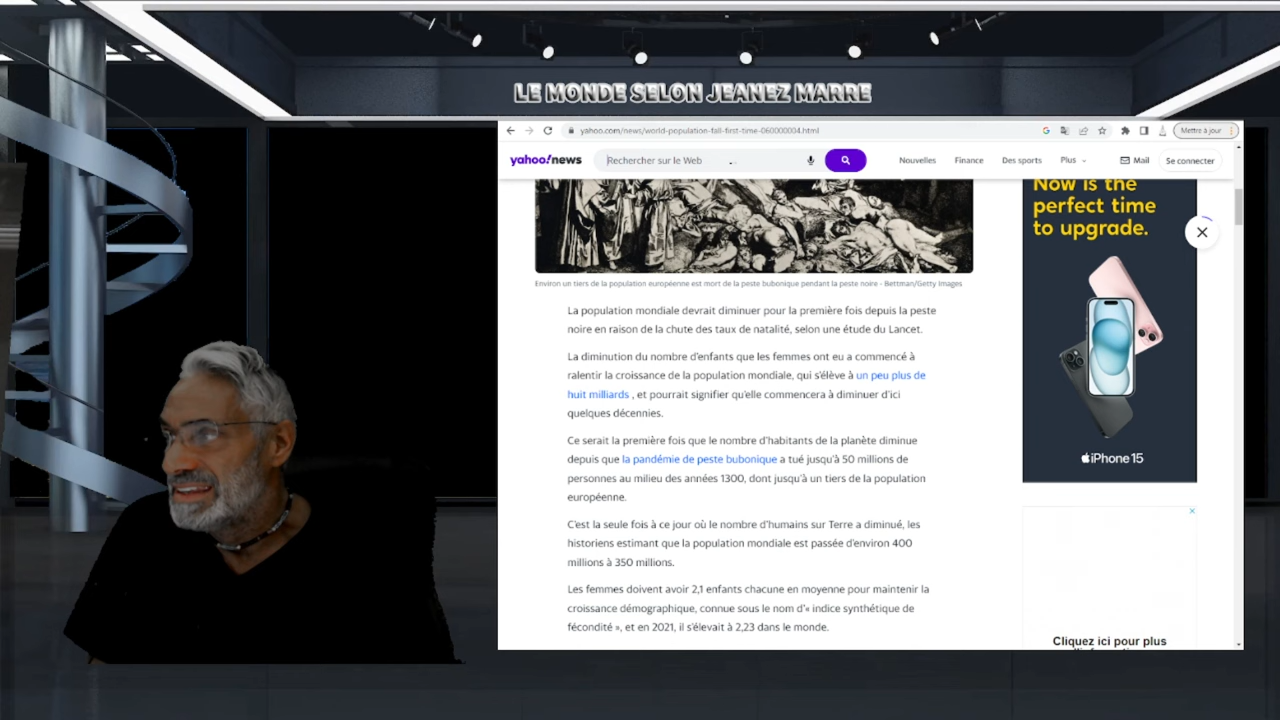 LE MONDE SELON JEANEZ MARRE
yahoo.com/news/world-population-fall-first-time-060000004.html
Mettre à jour
yahoo!news
Rechercher sur le Web
Nouvelles
Finance
Des sports
Plus
Mail
Se connecter
Environ un tiers de la population européenne est mort de la peste bubonique pendant la peste noire - Bettman/Getty Images
La population mondiale devrait diminuer pour la première fois depuis la peste
noire en raison de la chute des taux de natalité, selon une étude du Lancet.
La diminution du nombre d'enfants que les femmes ont eu a commencé à
ralentir la croissance de la population mondiale, qui s'élève à un peu plus de
huit milliards , et pourrait signifier qu'elle commencera à diminuer d'ici
quelques décennies.
Ce serait la première fois que le nombre d'habitants de la planète diminue
depuis que la pandémie de peste bubonique a tué jusqu'à 50 millions de
personnes au milieu des années 1300, dont jusqu'à un tiers de la population
européenne.
C'est la seule fois à ce jour où le nombre d'humains sur Terre a diminué, les
historiens estimant que la population mondiale est passée d'environ 400
millions à 350 millions.
Les femmes doivent avoir 2,1 enfants chacune en moyenne pour maintenir la
croissance démographique, connue sous le nom d'« indice synthétique de
fécondité », et en 2021, il s'élevait à 2,23 dans le monde.
Now is the
perfect time
to upgrade.
iPhone 15
Cliquez ici pour plus